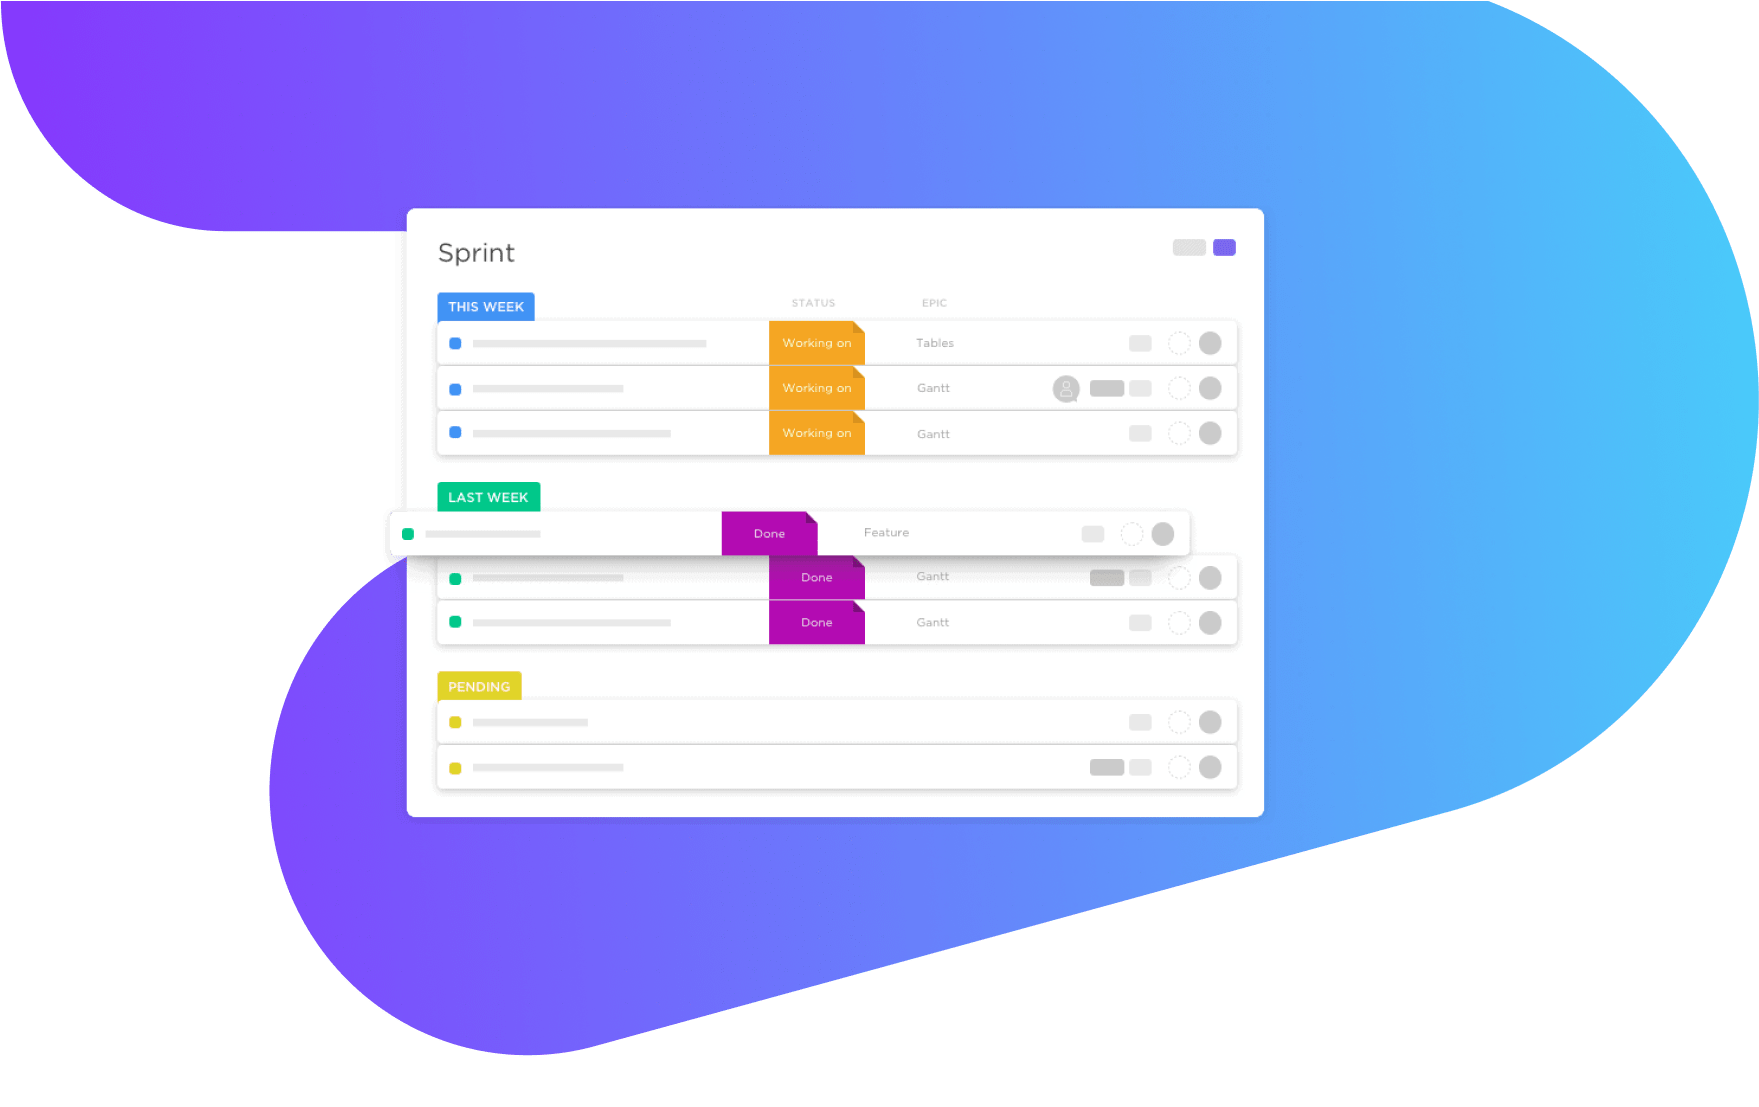 Sprint
THIS WEEK STATUS EPIC
Working on Tables
Working on Gantt
Working on Gantt
LAST WEEK
Done Feature
Done Gantt
Done Gantt
PENDING